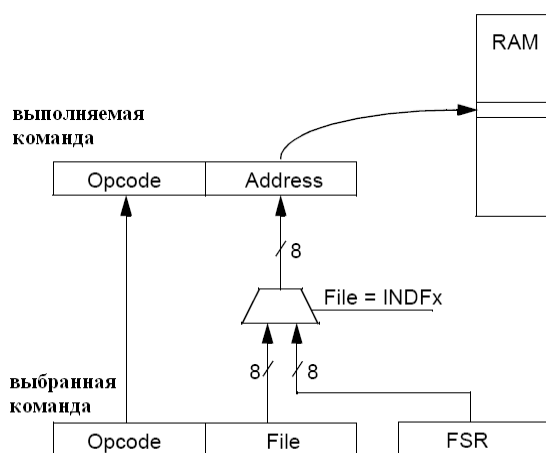 RAM
выполняемая
команда
Opcode
Address
8
File = INDFx
8
8
выбранная
команда
Opcode
File
FSR